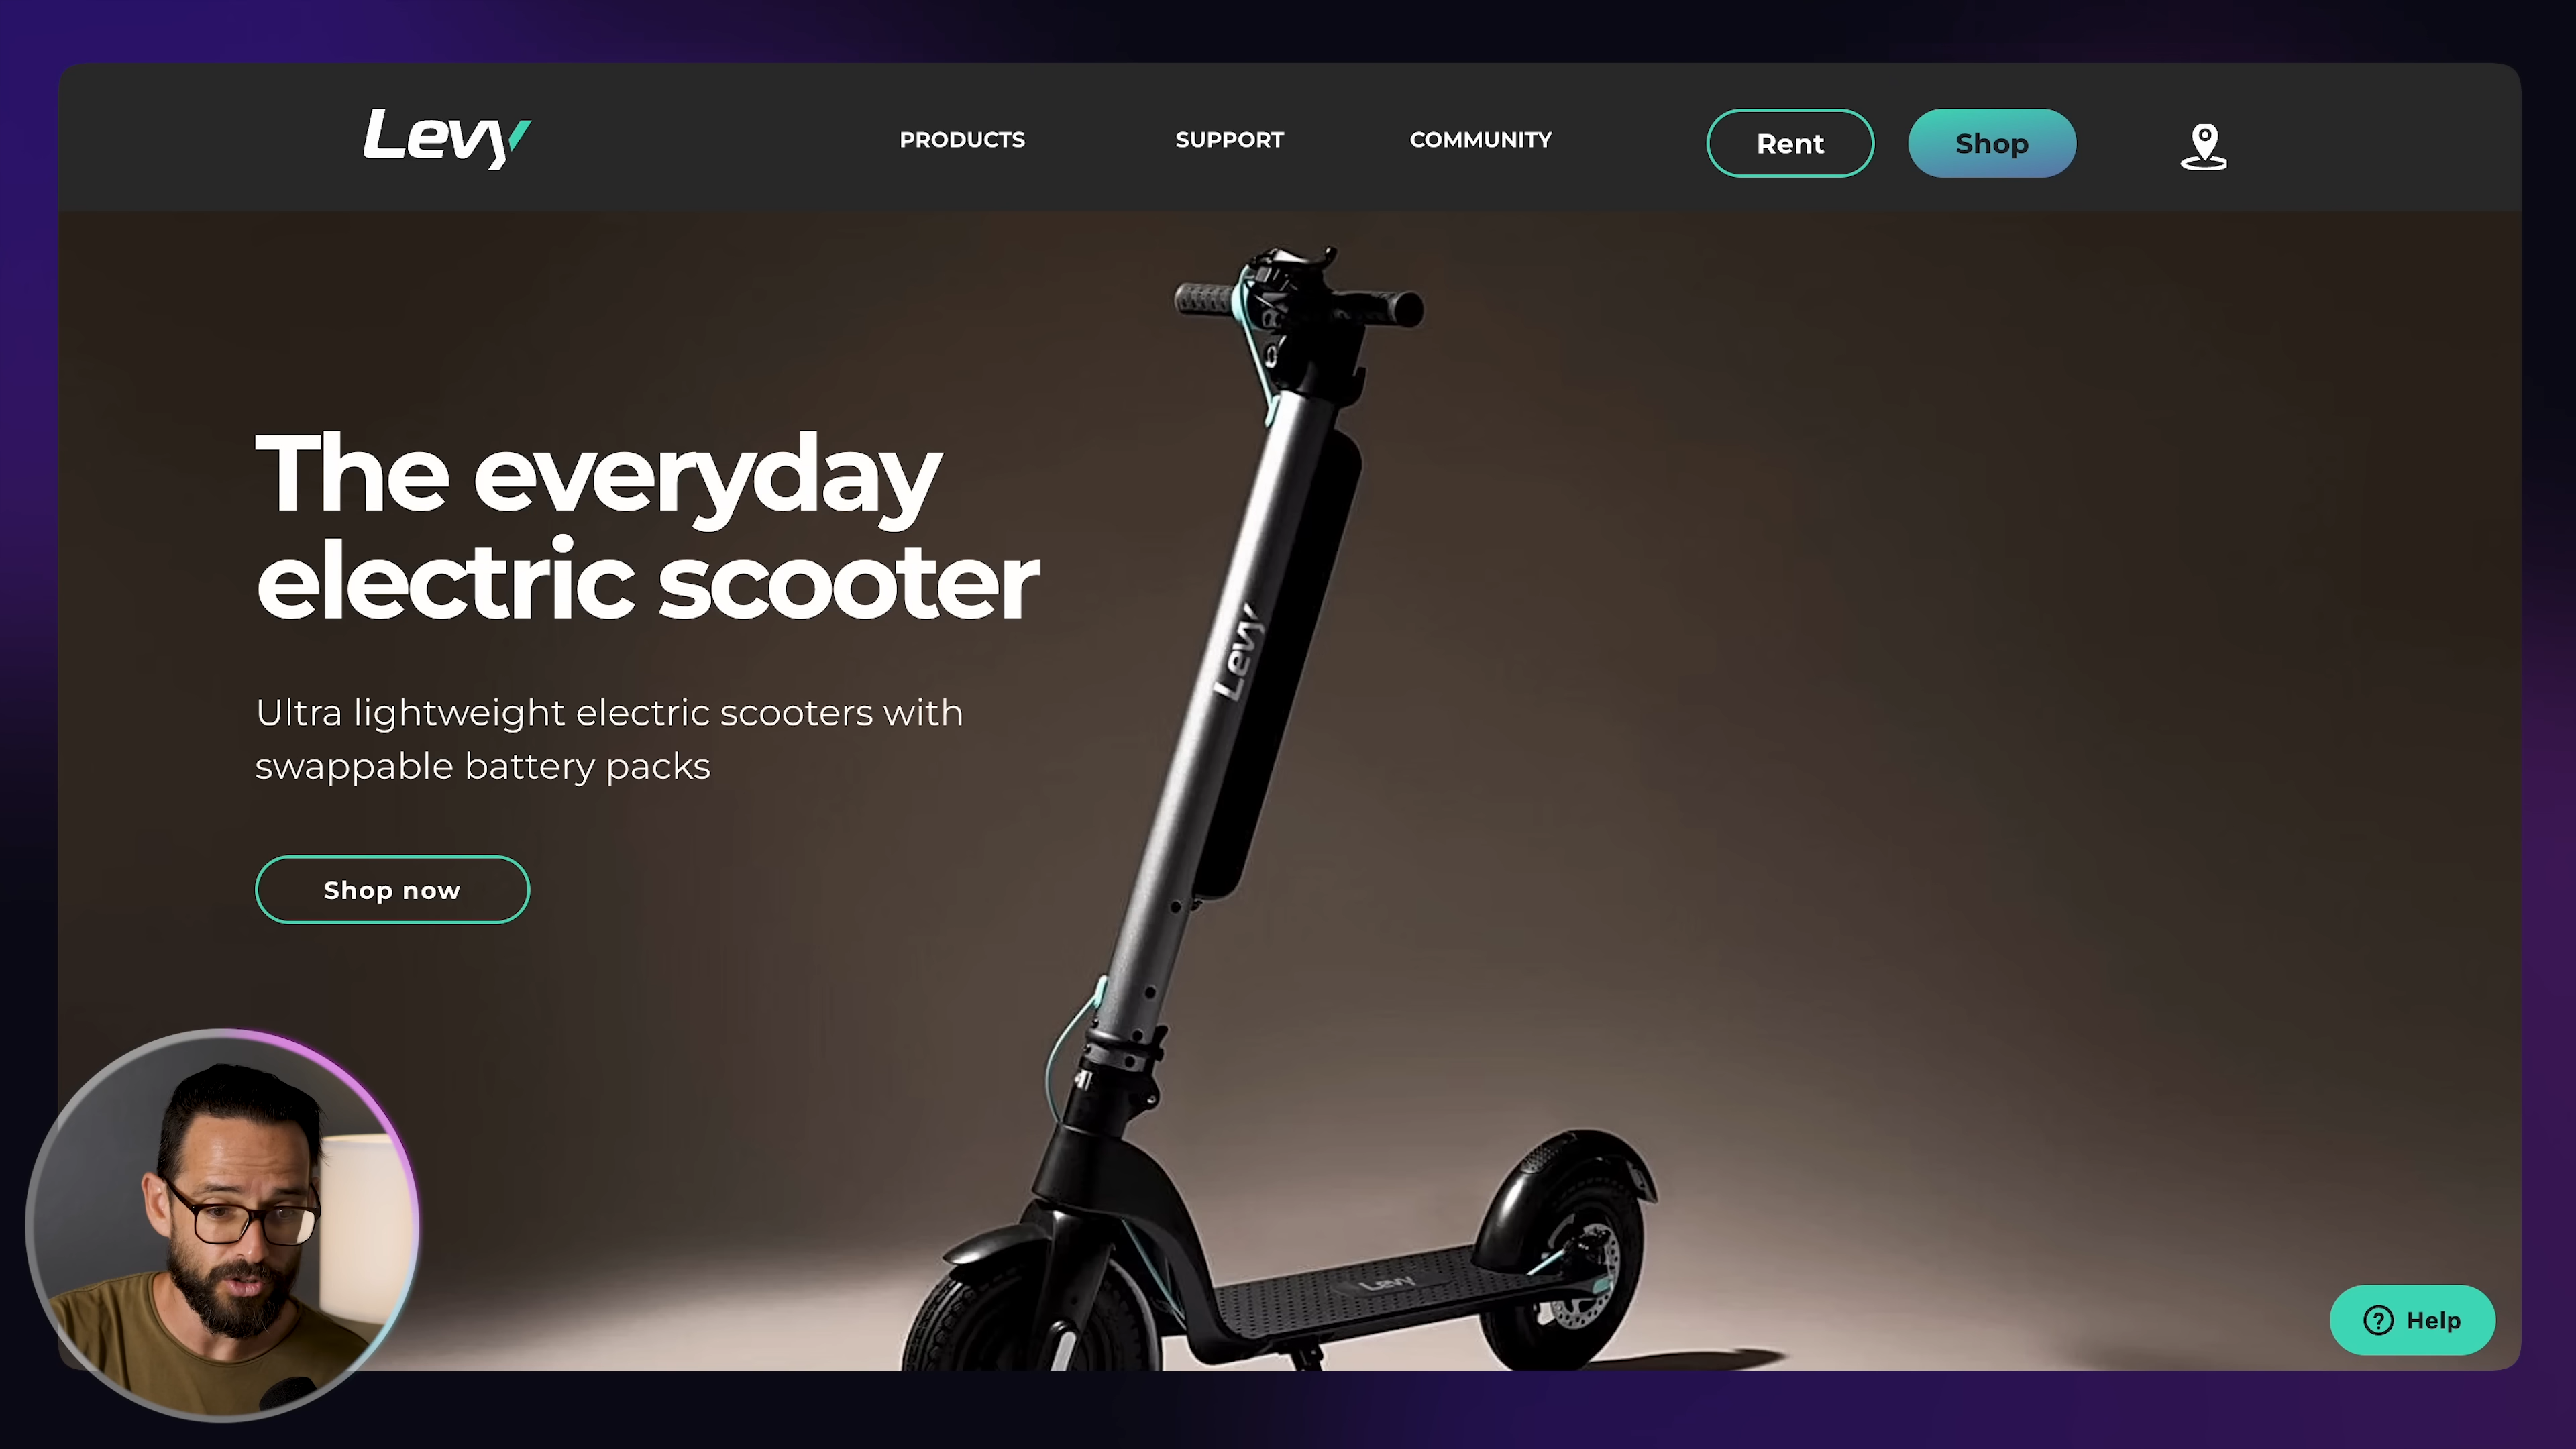 Levy
PRODUCTS
SUPPORT
COMMUNITY
Rent
Shop
The everyday
electric scooter
Ultra lightweight electric scooters with
swappable battery packs
Shop now
Levy
Levy
Help